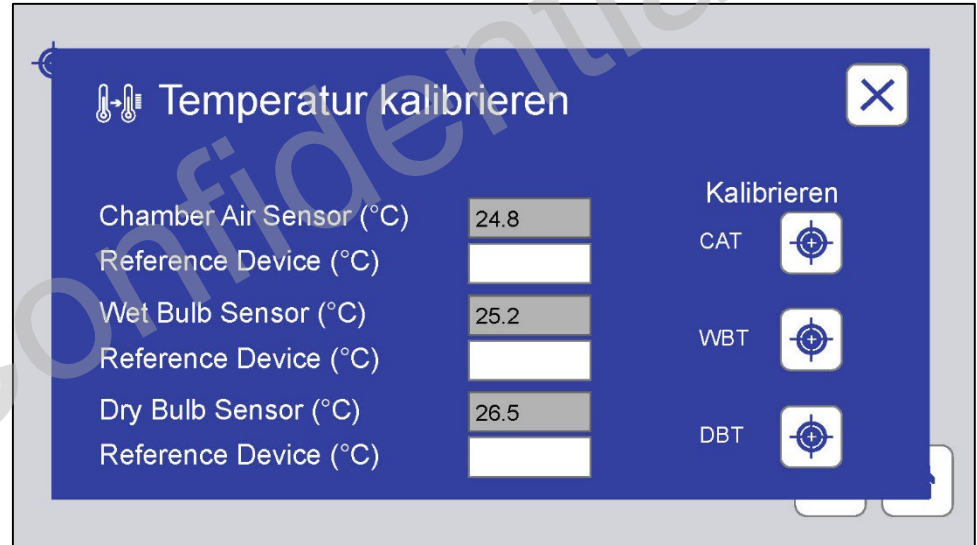 Temperatur kalibrieren
Kalibrieren
Chamber Air Sensor (°C) 24.8 CAT
Reference Device (°C)
Wet Bulb Sensor (°C) 25.2 WBT
Reference Device (°C)
Dry Bulb Sensor (°C) 26.5 DBT
Reference Device (°C)
Confidential